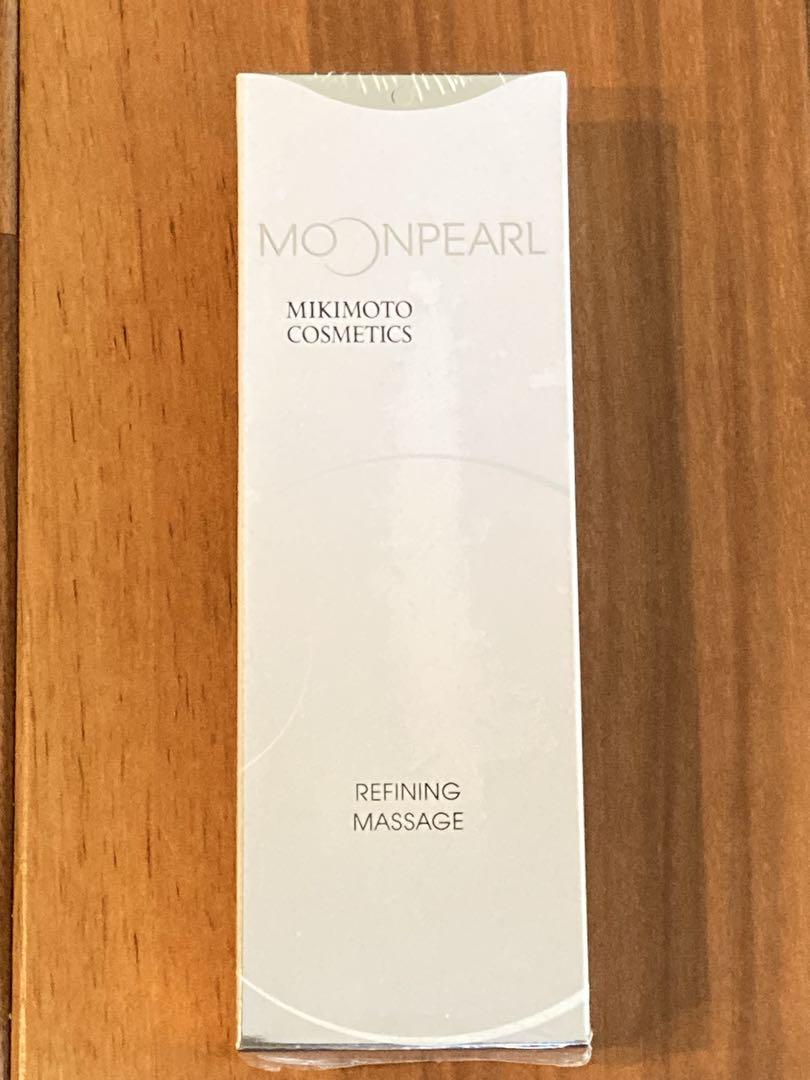 MOONPEARL
MIKIMOTO
COSMETICS
REFINING
MASSAGE